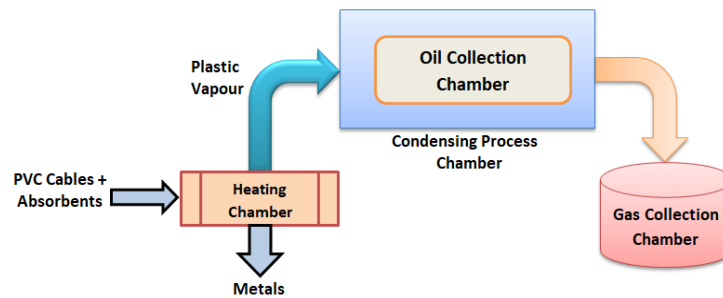 Plastic
Vapour
Oil Collection
Chamber
Condensing Process
Chamber
PVC Cables +
Absorbents
Heating
Chamber
Gas Collection
Chamber
Metals